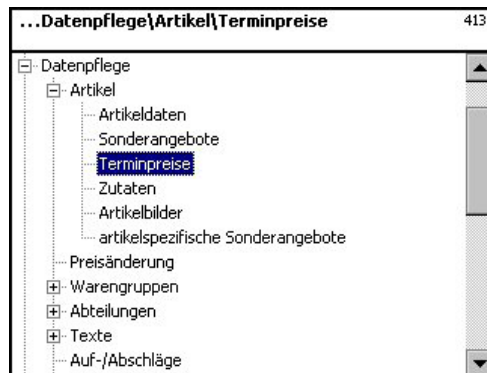 ...Datenpflege\Artikel\Terminpreise 413
Datenpflege
Artikel
Artikeldaten
Sonderangebote
Terminpreise
Zutaten
Artikelbilder
artikelspezifische Sonderangebote
Preisänderung
Warengruppen
Abteilungen
Texte
Auf-/Abschläge